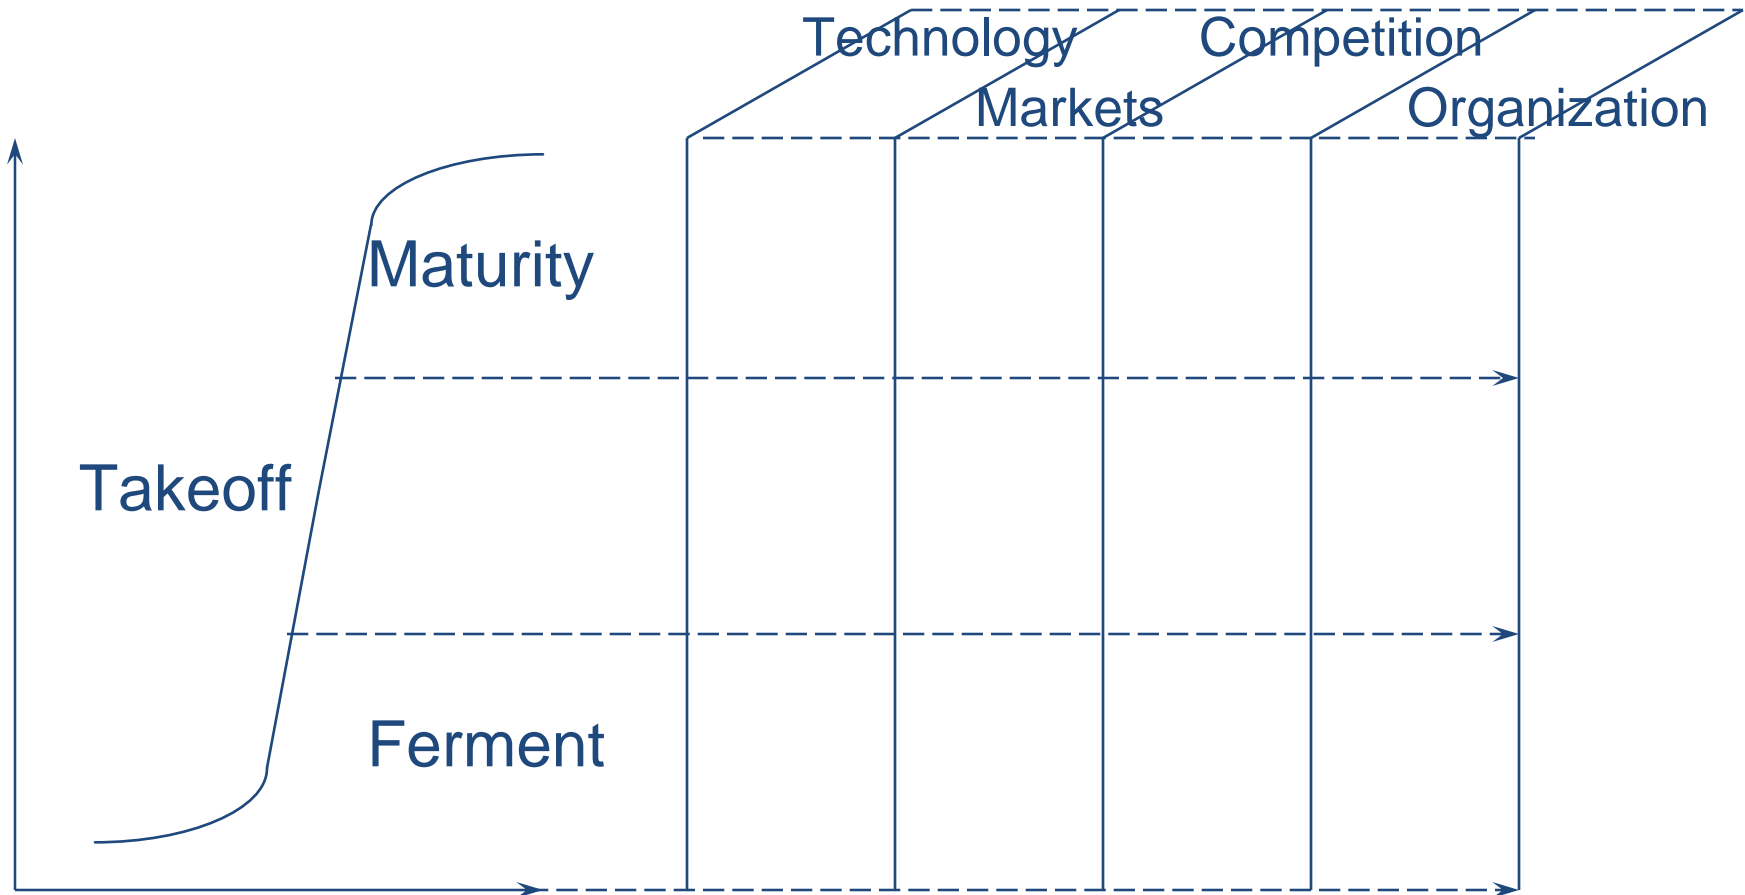 Technology
Competition
Markets
Organization
Maturity
Takeoff
Ferment